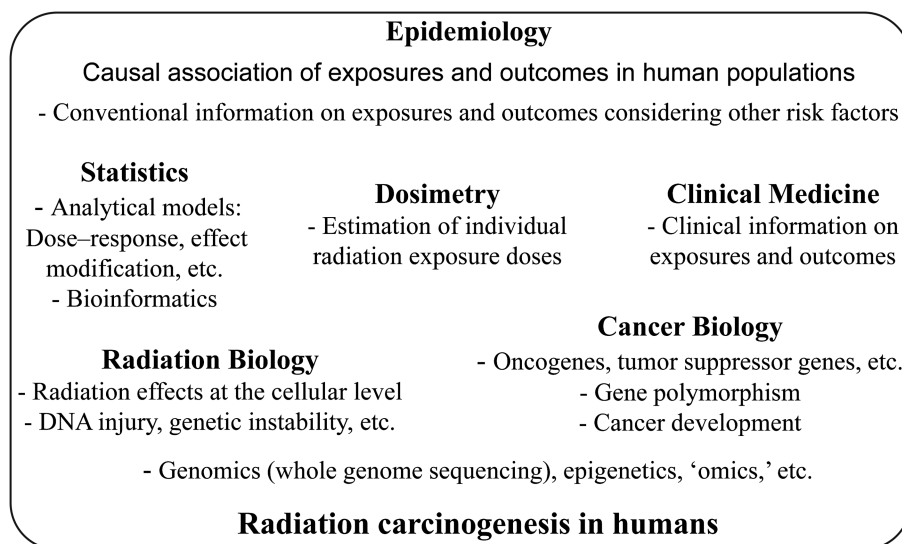 Epidemiology
Causal association of exposures and outcomes in human populations
- Conventional information on exposures and outcomes considering other risk factors
Statistics
- Analytical models:
Dose–response, effect
modification, etc.
- Bioinformatics
Dosimetry
- Estimation of individual
radiation exposure doses
Clinical Medicine
- Clinical information on
exposures and outcomes
Radiation Biology
- Radiation effects at the cellular level
- DNA injury, genetic instability, etc.
Cancer Biology
- Oncogenes, tumor suppressor genes, etc.
- Gene polymorphism
- Cancer development
- Genomics (whole genome sequencing), epigenetics, ‘omics,’ etc.
Radiation carcinogenesis in humans